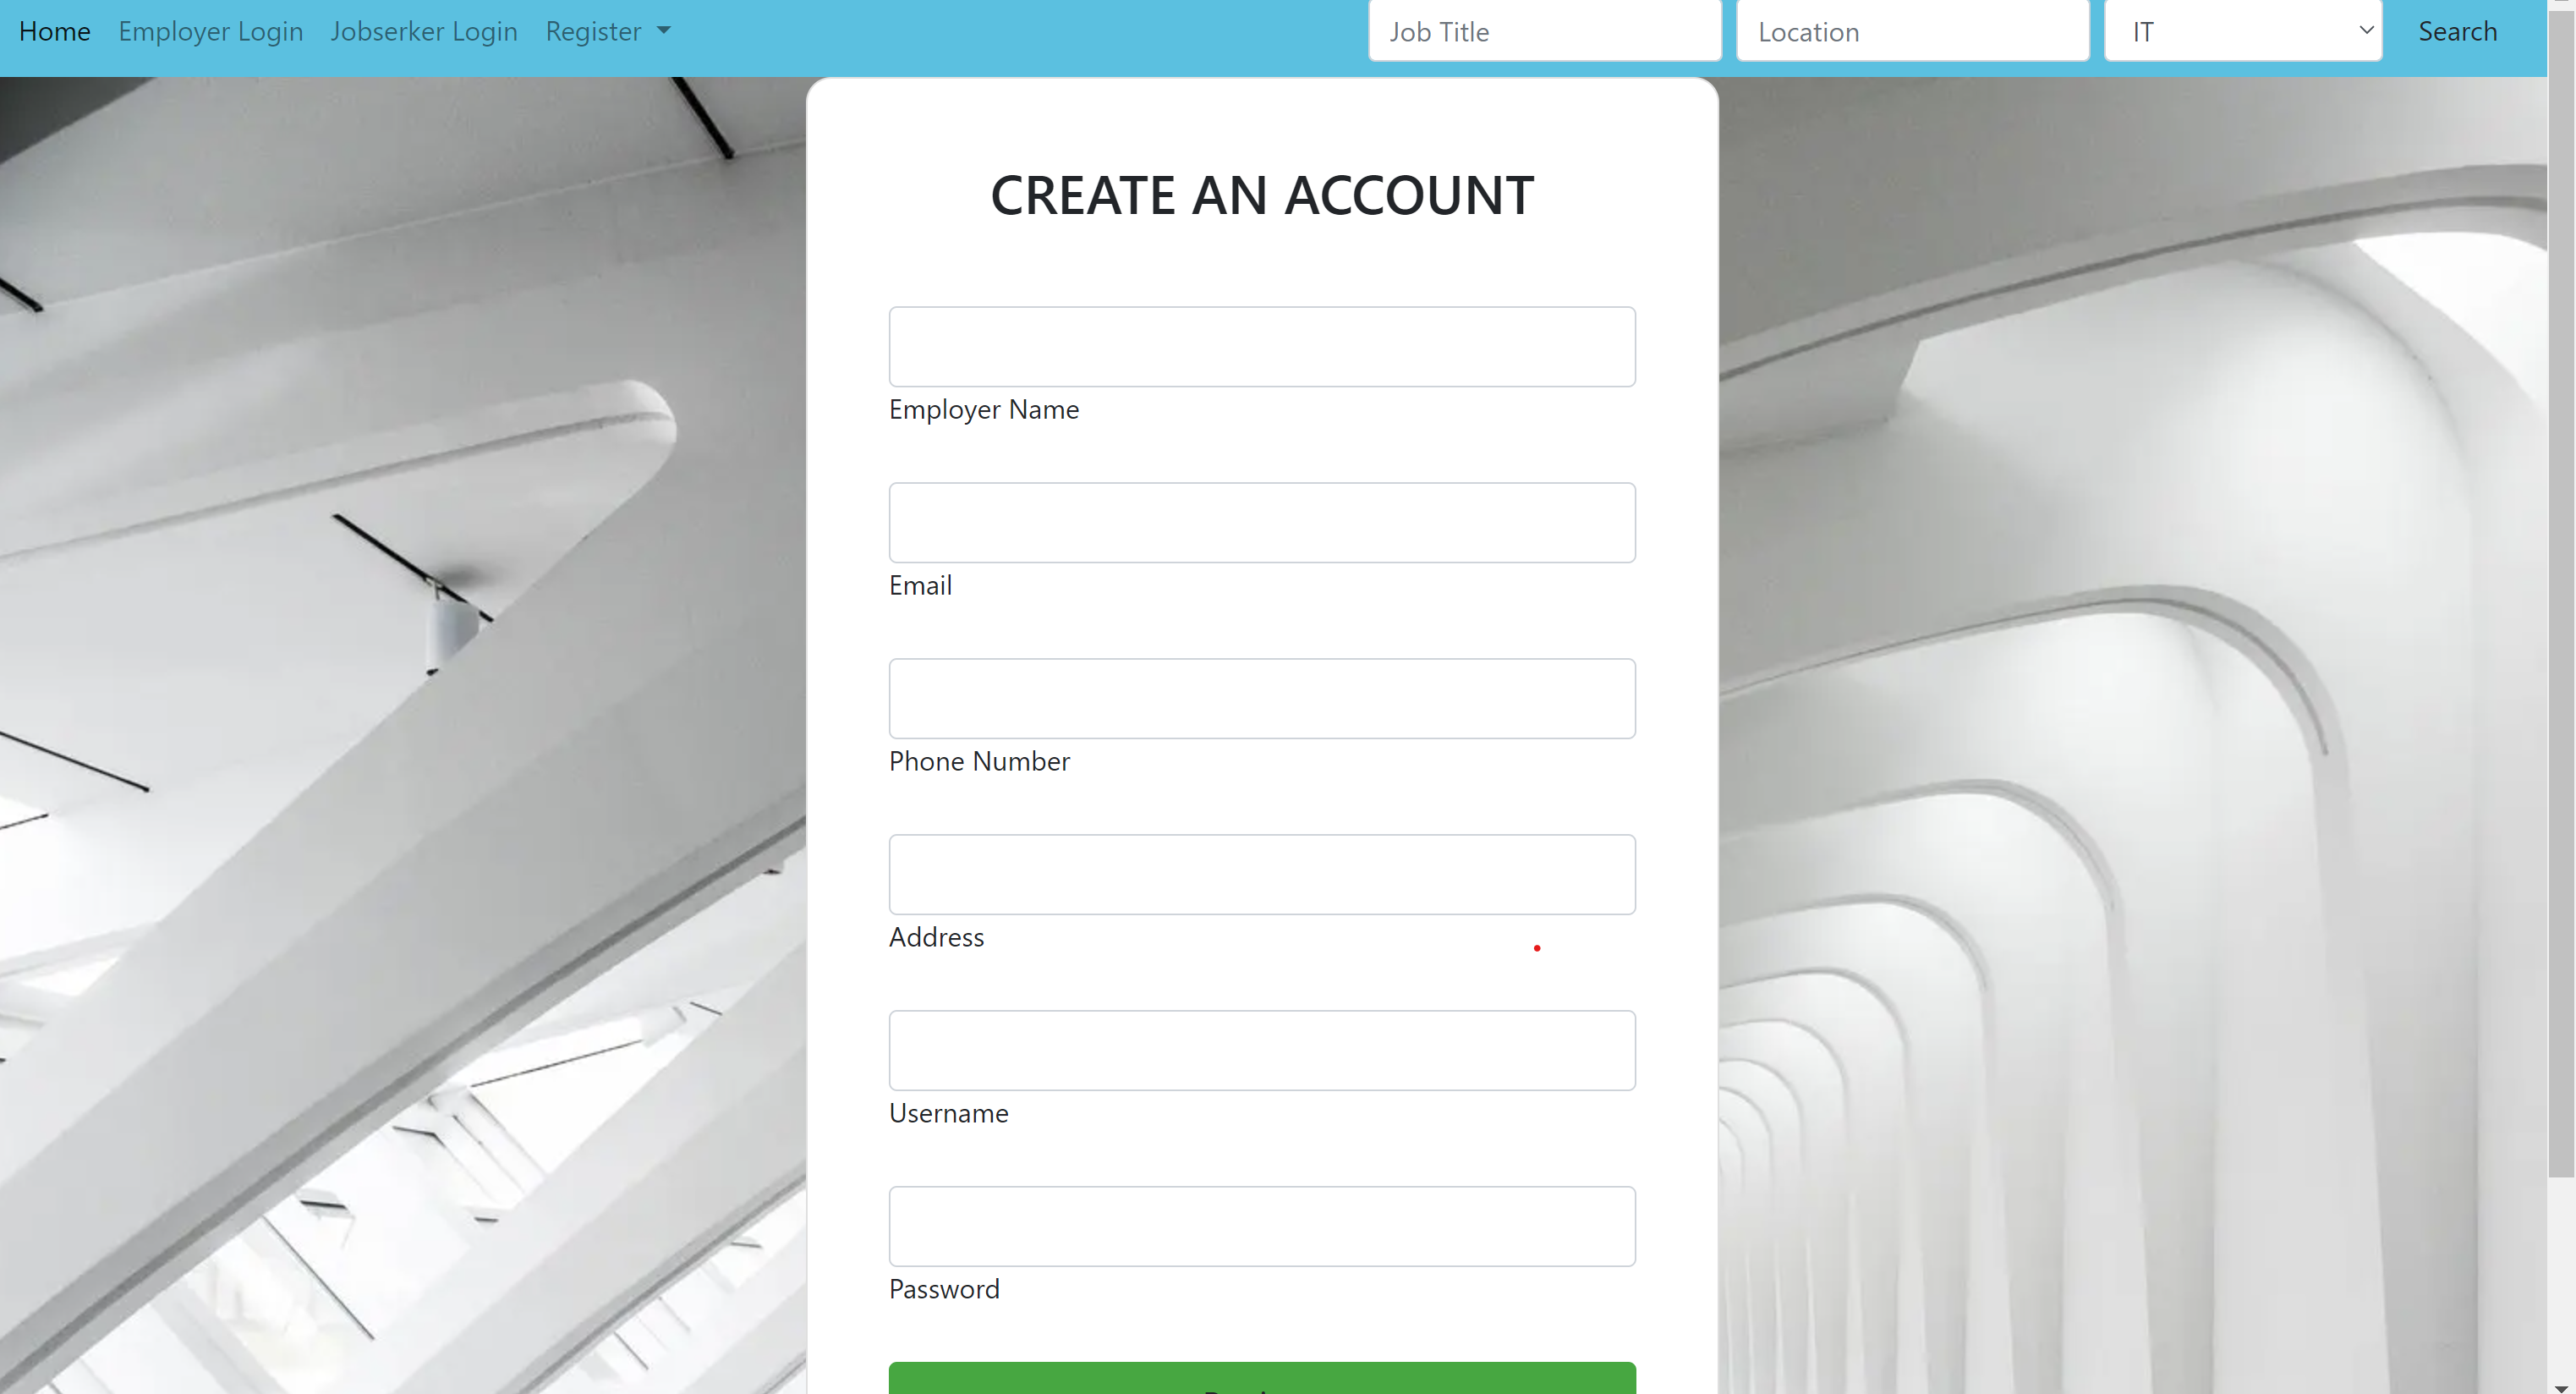 Home Employer Login Jobserker Login Register Job Title Location IT Search
CREATE AN ACCOUNT
Employer Name
Email
Phone Number
Address
Username
Password